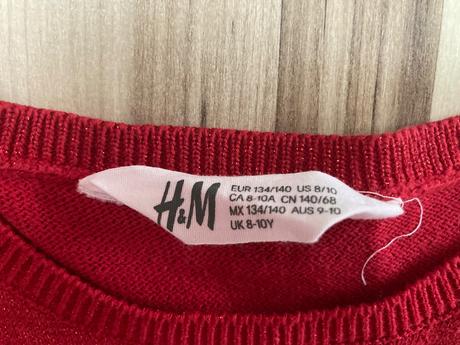 H&M
EUR 134/140 US 8/10
CA 8-10A CN 140/68
MX 134/140 AUS 9-10
UK 8-10Y